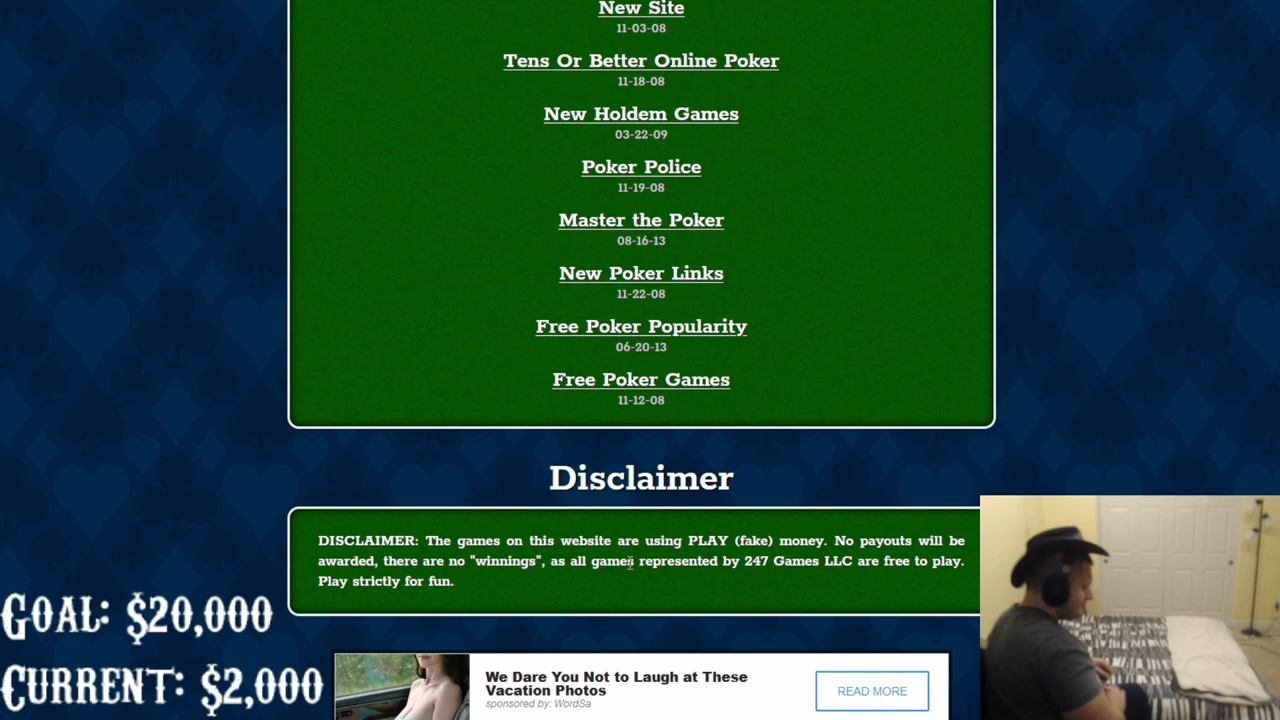 New Site
11-03-08
Tens Or Better Online Poker
11-18-08
New Holdem Games
03-22-09
Poker Police
11-19-08
Master the Poker
08-16-13
New Poker Links
11-22-08
Free Poker Popularity
06-20-13
Free Poker Games
11-12-08
Disclaimer
DISCLAIMER: The games on this website are using PLAY (fake) money. No payouts will be
awarded, there are no "winnings", as all games represented by 247 Games LLC are free to play.
Play strictly for fun.
GOAL: $20,000
CURRENT: $2,000
We Dare You Not to Laugh at These
Vacation Photos
sponsored by: WordSa
READ MORE